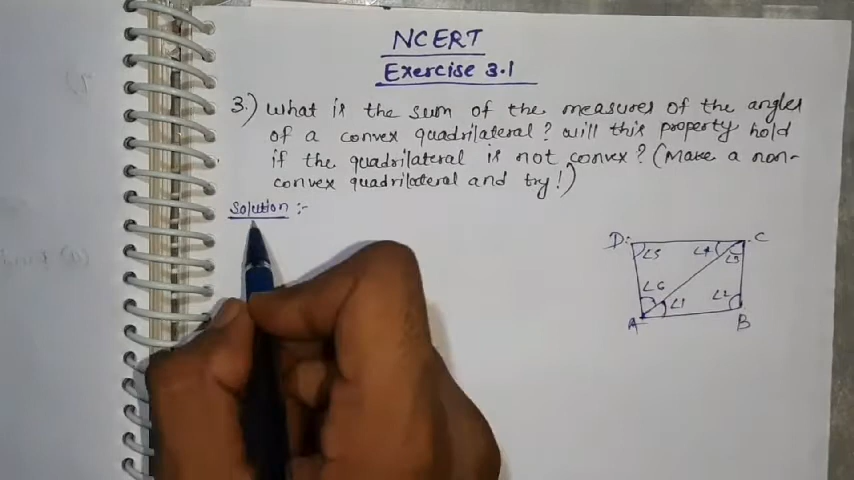 NCERT
Exercise 3.1
3.) What is the sum of the measures of the angles
of a convex quadrilateral? Will this property hold
if the quadrilateral is not convex? (Make a non-
convex quadrilateral and try!)
Solution :-
D C
∠5 ∠4 ∠3
∠6 ∠1 ∠2
A B